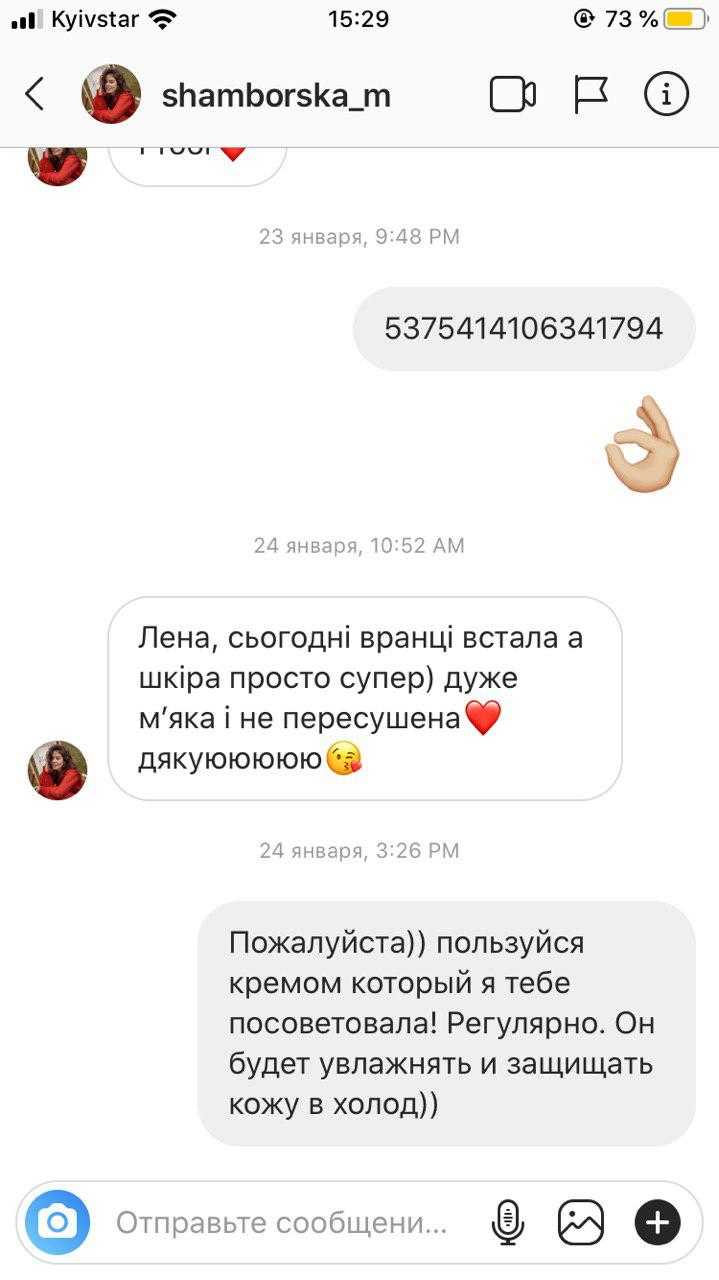 Kyivstar 15:29 73 %
shamborska_m
23 января, 9:48 PM
5375414106341794
24 января, 10:52 AM
Лена, сьогодні вранці встала а
шкіра просто супер) дуже
м’яка і не пересушена❤️
дякуюююююю😘
24 января, 3:26 PM
Пожалуйста)) пользуйся
кремом который я тебе
посоветовала! Регулярно. Он
будет увлажнять и защищать
кожу в холод))
Отправьте сообщени...